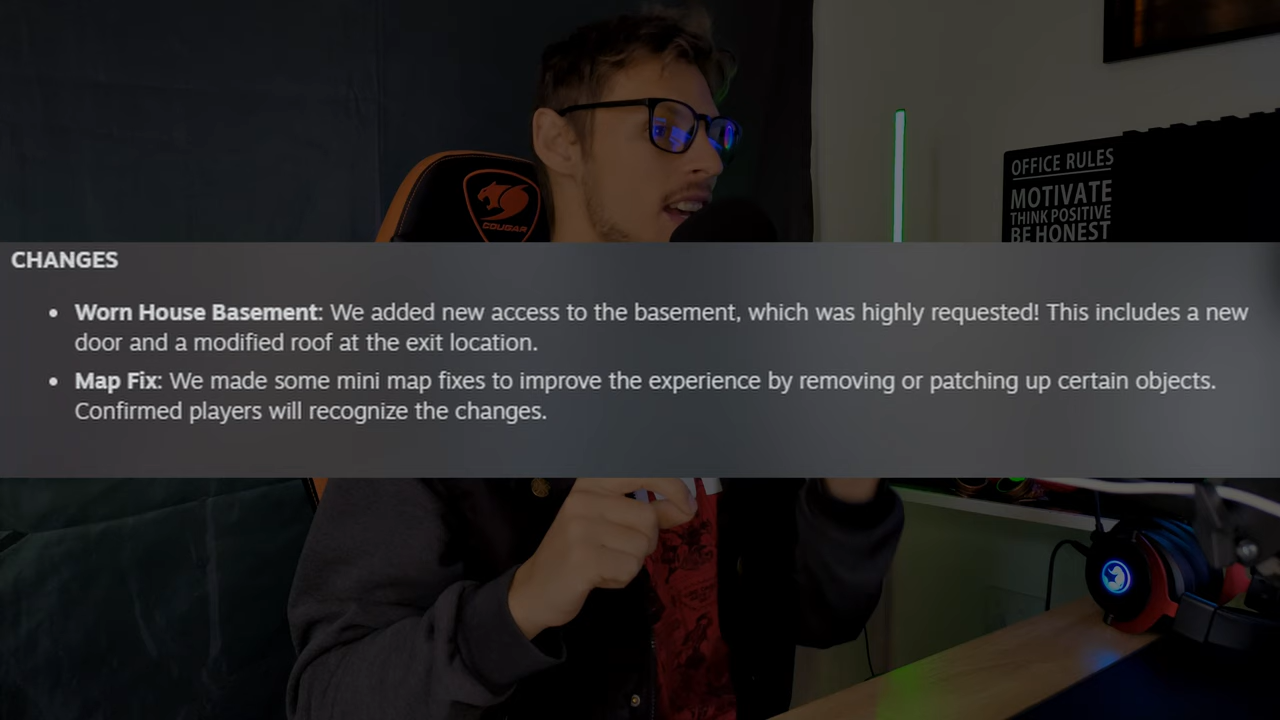 COUGAR
OFFICE RULES
MOTIVATE
THINK POSITIVE
BE HONEST
CHANGES
• Worn House Basement: We added new access to the basement, which was highly requested! This includes a new
door and a modified roof at the exit location.
• Map Fix: We made some mini map fixes to improve the experience by removing or patching up certain objects.
Confirmed players will recognize the changes.